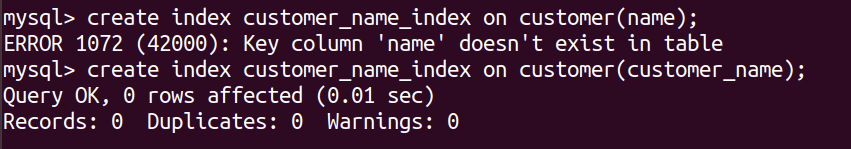 mysql> create index customer_name_index on customer(name);
ERROR 1072 (42000): Key column 'name' doesn't exist in table
mysql> create index customer_name_index on customer(customer_name);
Query OK, 0 rows affected (0.01 sec)
Records: 0  Duplicates: 0  Warnings: 0